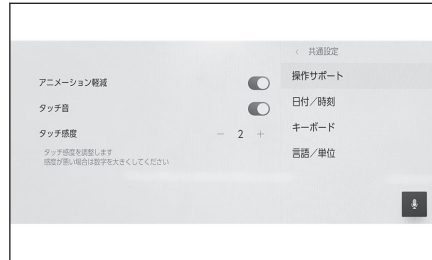 アニメーション軽減
タッチ音
タッチ感度
− 2 +
タッチ感度を調整します
感度が悪い場合は数字を大きくしてください
< 共通設定
操作サポート
日付／時刻
キーボード
言語／単位